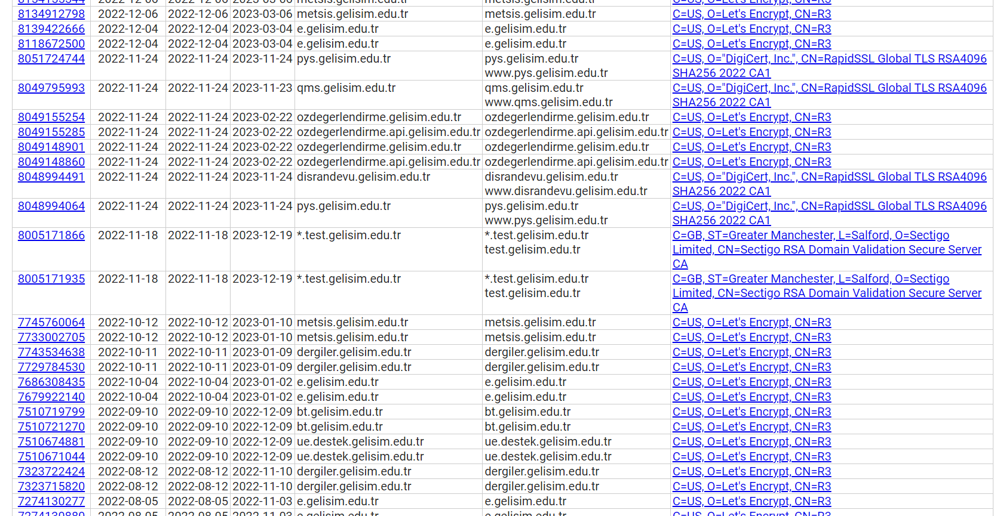 8134912798 2022-12-06 2022-12-06 2023-03-06 metsis.gelisim.edu.tr metsis.gelisim.edu.tr C=US, O=Let's Encrypt, CN=R3
8139422666 2022-12-04 2022-12-04 2023-03-04 e.gelisim.edu.tr e.gelisim.edu.tr C=US, O=Let's Encrypt, CN=R3
8118672500 2022-12-04 2022-12-04 2023-03-04 e.gelisim.edu.tr e.gelisim.edu.tr C=US, O=Let's Encrypt, CN=R3
8051724744 2022-11-24 2022-11-24 2023-11-24 pys.gelisim.edu.tr pys.gelisim.edu.tr C=US, O="DigiCert, Inc.", CN=RapidSSL Global TLS RSA4096
www.pys.gelisim.edu.tr SHA256 2022 CA1
8049795993 2022-11-24 2022-11-24 2023-11-23 qms.gelisim.edu.tr qms.gelisim.edu.tr C=US, O="DigiCert, Inc.", CN=RapidSSL Global TLS RSA4096
www.qms.gelisim.edu.tr SHA256 2022 CA1
8049155254 2022-11-24 2022-11-24 2023-02-22 ozdegerlendirme.gelisim.edu.tr ozdegerlendirme.gelisim.edu.tr C=US, O=Let's Encrypt, CN=R3
8049155285 2022-11-24 2022-11-24 2023-02-22 ozdegerlendirme.api.gelisim.edu.tr ozdegerlendirme.api.gelisim.edu.tr C=US, O=Let's Encrypt, CN=R3
8049148901 2022-11-24 2022-11-24 2023-02-22 ozdegerlendirme.gelisim.edu.tr ozdegerlendirme.gelisim.edu.tr C=US, O=Let's Encrypt, CN=R3
8049148860 2022-11-24 2022-11-24 2023-02-22 ozdegerlendirme.api.gelisim.edu.tr ozdegerlendirme.api.gelisim.edu.tr C=US, O=Let's Encrypt, CN=R3
8048994491 2022-11-24 2022-11-24 2023-11-24 disrandevu.gelisim.edu.tr disrandevu.gelisim.edu.tr C=US, O="DigiCert, Inc.", CN=RapidSSL Global TLS RSA4096
www.disrandevu.gelisim.edu.tr SHA256 2022 CA1
8048994064 2022-11-24 2022-11-24 2023-11-24 pys.gelisim.edu.tr pys.gelisim.edu.tr C=US, O="DigiCert, Inc.", CN=RapidSSL Global TLS RSA4096
www.pys.gelisim.edu.tr SHA256 2022 CA1
8005171866 2022-11-18 2022-11-18 2023-12-19 *.test.gelisim.edu.tr *.test.gelisim.edu.tr C=GB, ST=Greater Manchester, L=Salford, O=Sectigo
test.gelisim.edu.tr Limited, CN=Sectigo RSA Domain Validation Secure Server
CA
8005171935 2022-11-18 2022-11-18 2023-12-19 *.test.gelisim.edu.tr *.test.gelisim.edu.tr C=GB, ST=Greater Manchester, L=Salford, O=Sectigo
test.gelisim.edu.tr Limited, CN=Sectigo RSA Domain Validation Secure Server
CA
7745760064 2022-10-12 2022-10-12 2023-01-10 metsis.gelisim.edu.tr metsis.gelisim.edu.tr C=US, O=Let's Encrypt, CN=R3
7733002705 2022-10-12 2022-10-12 2023-01-10 metsis.gelisim.edu.tr metsis.gelisim.edu.tr C=US, O=Let's Encrypt, CN=R3
7743534638 2022-10-11 2022-10-11 2023-01-09 dergiler.gelisim.edu.tr dergiler.gelisim.edu.tr C=US, O=Let's Encrypt, CN=R3
7729784530 2022-10-11 2022-10-11 2023-01-09 dergiler.gelisim.edu.tr dergiler.gelisim.edu.tr C=US, O=Let's Encrypt, CN=R3
7686308435 2022-10-04 2022-10-04 2023-01-02 e.gelisim.edu.tr e.gelisim.edu.tr C=US, O=Let's Encrypt, CN=R3
7679922140 2022-10-04 2022-10-04 2023-01-02 e.gelisim.edu.tr e.gelisim.edu.tr C=US, O=Let's Encrypt, CN=R3
7510719799 2022-09-10 2022-09-10 2022-12-09 bt.gelisim.edu.tr bt.gelisim.edu.tr C=US, O=Let's Encrypt, CN=R3
7510721270 2022-09-10 2022-09-10 2022-12-09 bt.gelisim.edu.tr bt.gelisim.edu.tr C=US, O=Let's Encrypt, CN=R3
7510674881 2022-09-10 2022-09-10 2022-12-09 ue.destek.gelisim.edu.tr ue.destek.gelisim.edu.tr C=US, O=Let's Encrypt, CN=R3
7510671044 2022-09-10 2022-09-10 2022-12-09 ue.destek.gelisim.edu.tr ue.destek.gelisim.edu.tr C=US, O=Let's Encrypt, CN=R3
7323722424 2022-08-12 2022-08-12 2022-11-10 dergiler.gelisim.edu.tr dergiler.gelisim.edu.tr C=US, O=Let's Encrypt, CN=R3
7323715820 2022-08-12 2022-08-12 2022-11-10 dergiler.gelisim.edu.tr dergiler.gelisim.edu.tr C=US, O=Let's Encrypt, CN=R3
7274130277 2022-08-05 2022-08-05 2022-11-03 e.gelisim.edu.tr e.gelisim.edu.tr C=US, O=Let's Encrypt, CN=R3